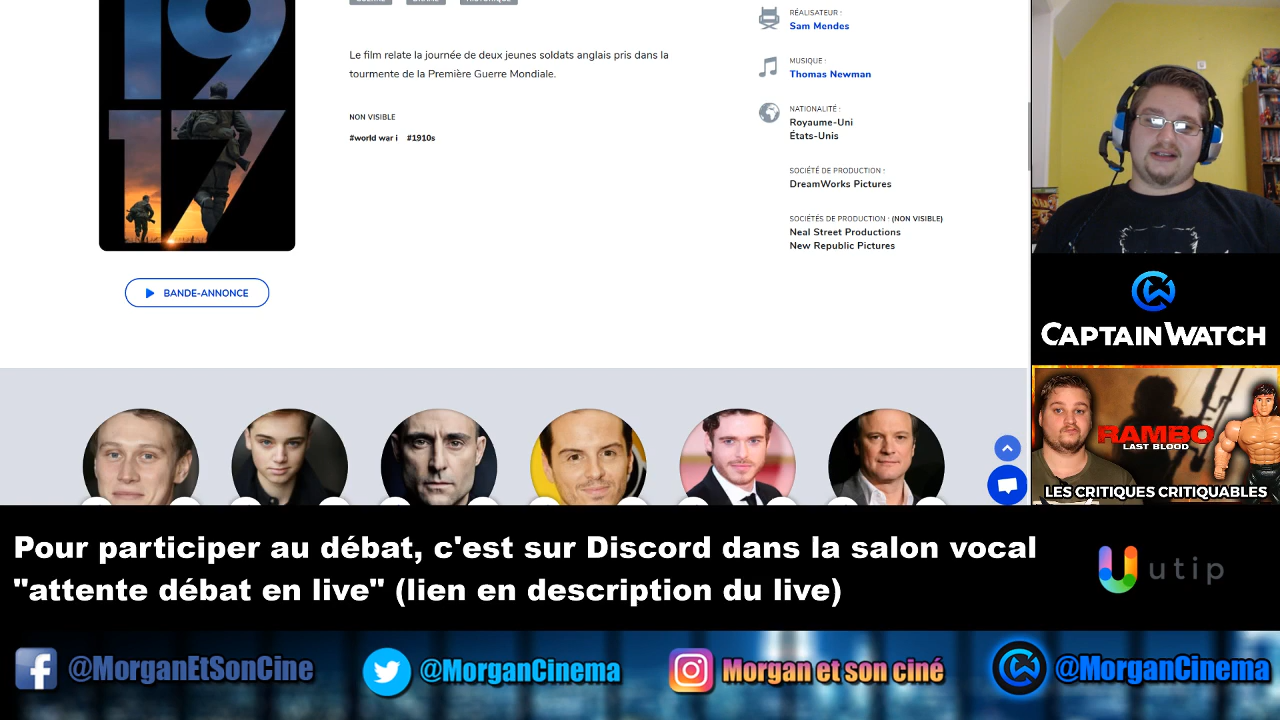 19
17
Le film relate la journée de deux jeunes soldats anglais pris dans la
tourmente de la Première Guerre Mondiale.
NON VISIBLE
#world war i #1910s
BANDE-ANNONCE
RÉALISATEUR :
Sam Mendes
MUSIQUE :
Thomas Newman
NATIONALITÉ :
Royaume-Uni
États-Unis
SOCIÉTÉ DE PRODUCTION :
DreamWorks Pictures
SOCIÉTÉS DE PRODUCTION : (NON VISIBLE)
Neal Street Productions
New Republic Pictures
CAPTAINWATCH
RAMBO
LAST BLOOD
LES CRITIQUES CRITIQUABLES
Pour participer au débat, c'est sur Discord dans la salon vocal
"attente débat en live" (lien en description du live)
utip
@MorganEtSonCine
@MorganCinema
Morgan et son ciné
@MorganCinema